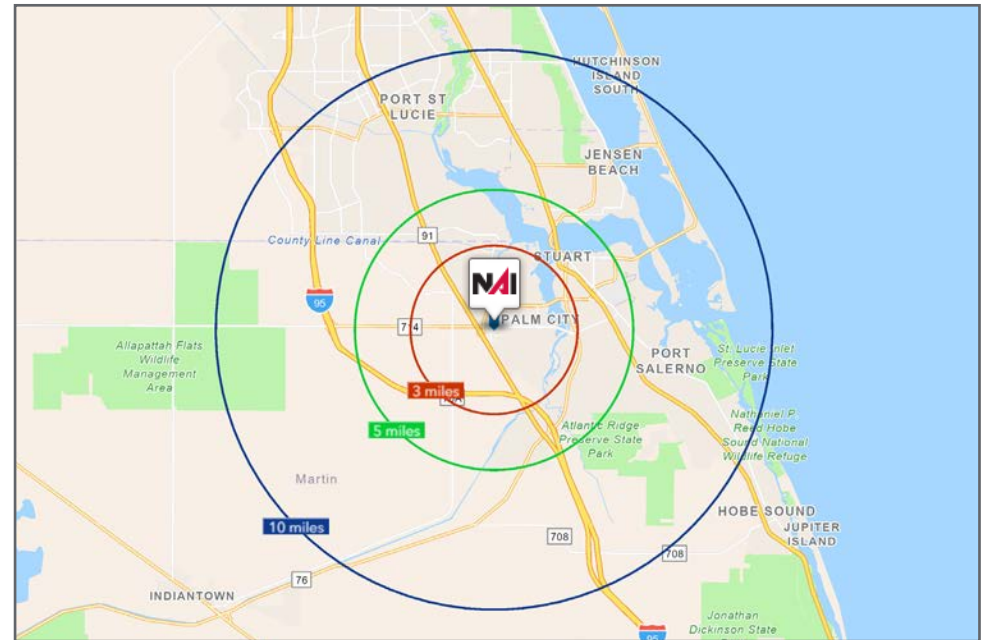 HUTCHINSON
ISLAND
SOUTH
PORT ST
LUCIE
JENSEN
BEACH
91
County Line Canal
STUART
NAI
95
714
PALM CITY
Allapattah Flats
Wildlife
Management
Area
PORT
SALERNO
St. Lucie Inlet
Preserve State
Park
3 miles
5 miles
Atlantic Ridge
Preserve State
Park
Nathaniel P.
Reed Hobe
Sound National
Wildlife Refuge
Martin
10 miles
HOBE SOUND
JUPITER
ISLAND
708
708
76
INDIANTOWN
Jonathan
Dickinson State
95